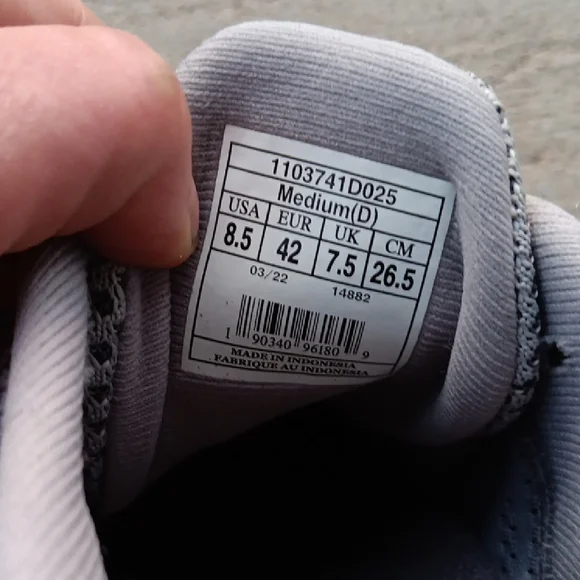 1103741D025
Medium(D)
USA EUR UK CM
8.5 42 7.5 26.5
03/22 14882
1 90340 96180 9
MADE IN INDONESIA
FABRIQUE AU INDONESIA